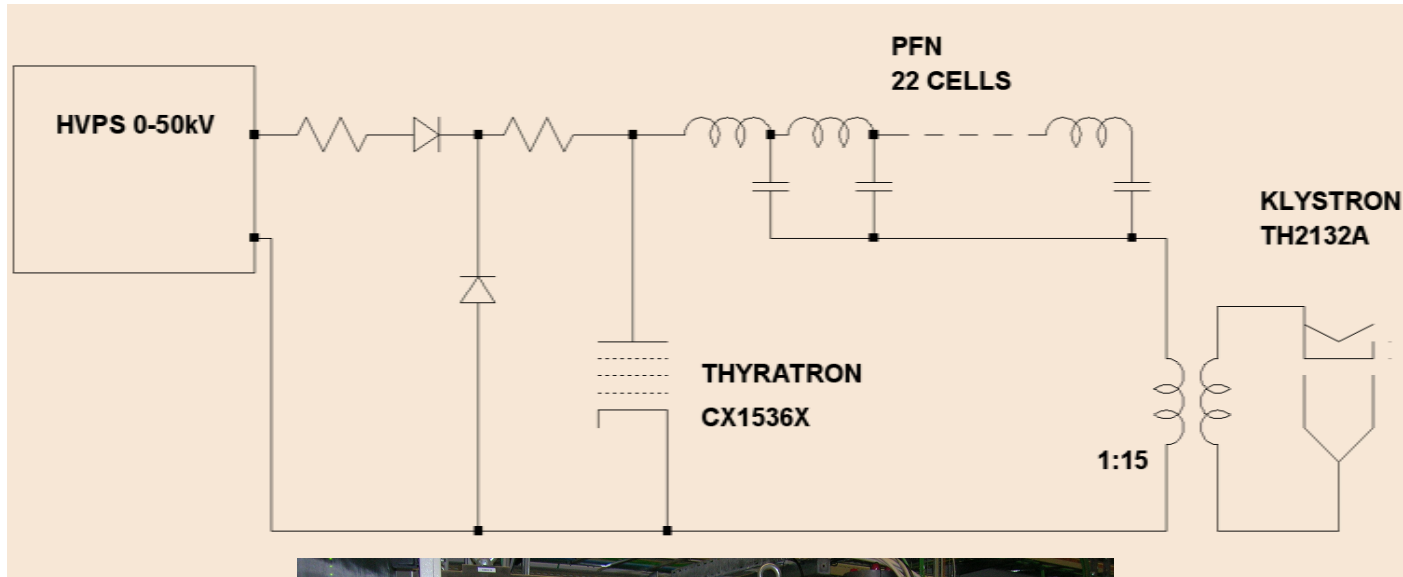 PFN
22 CELLS
HVPS 0-50kV
KLYSTRON
TH2132A
THYRATRON
CX1536X
1:15